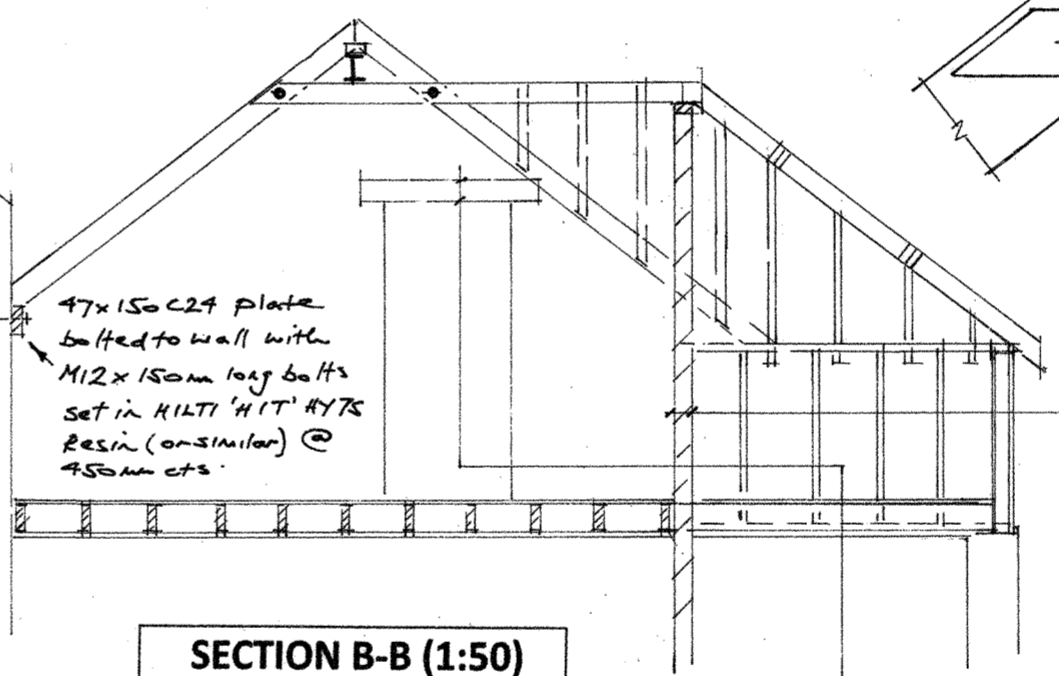 47x150 C24 plate
bolted to wall with
M12 x 150mm long bolts
set in HILTI 'HIT' HY75
Resin (or similar) @
450mm cts.
SECTION B-B (1:50)